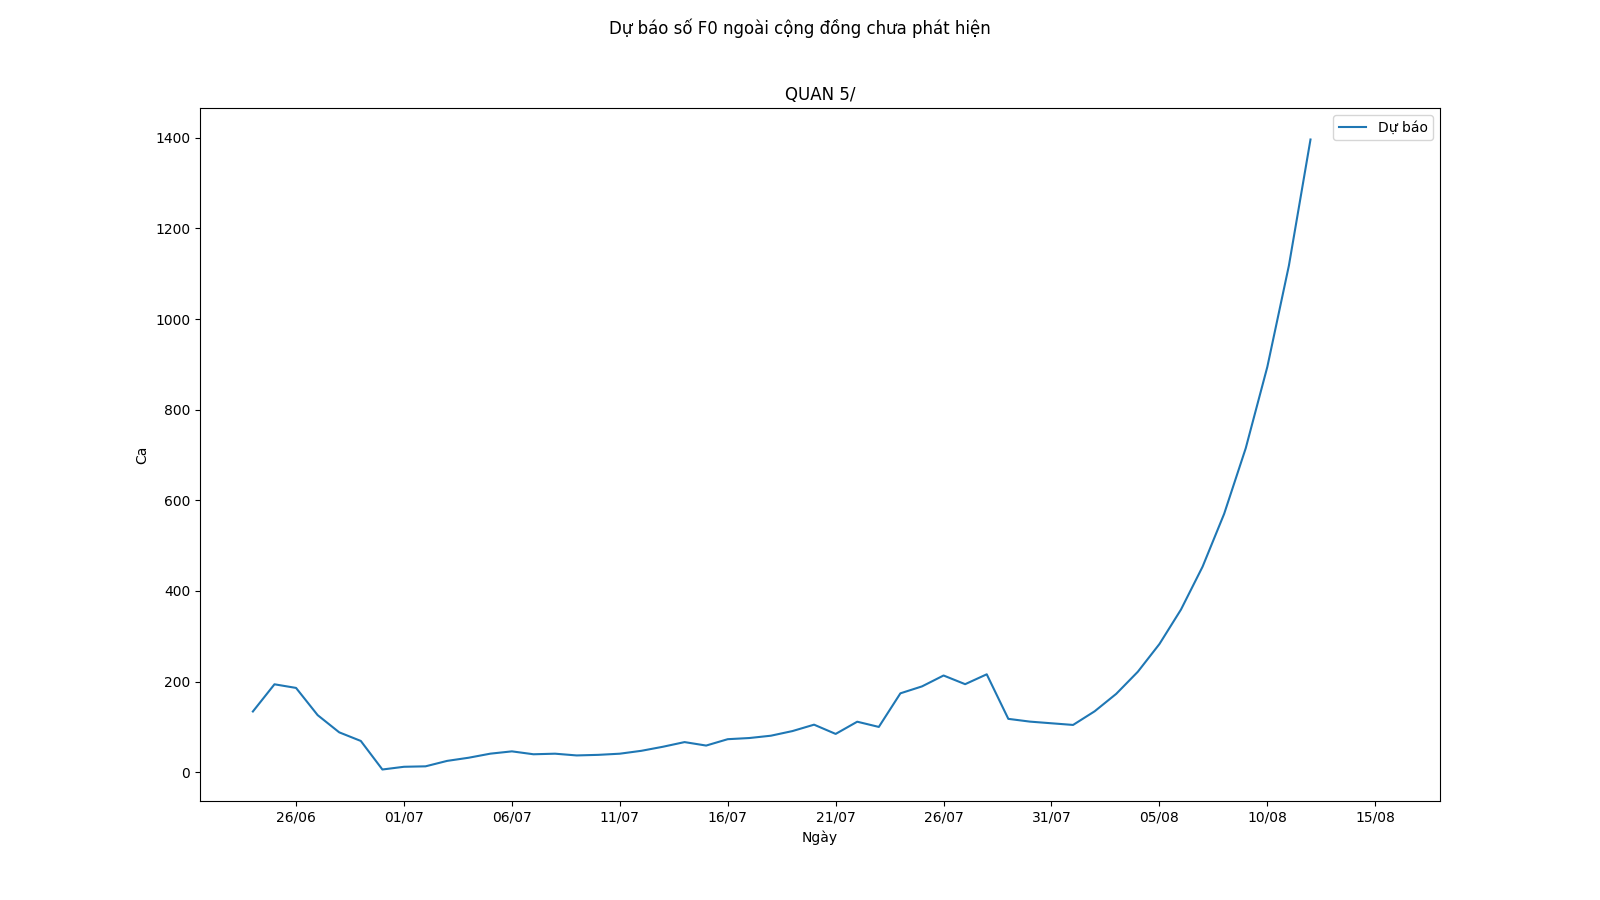 Dự báo số F0 ngoài cộng đồng chưa phát hiện
QUAN 5/
Dự báo
1400
1200
1000
800
600
400
200
0
Ca
26/06 01/07 06/07 11/07 16/07 21/07 26/07 31/07 05/08 10/08 15/08
Ngày